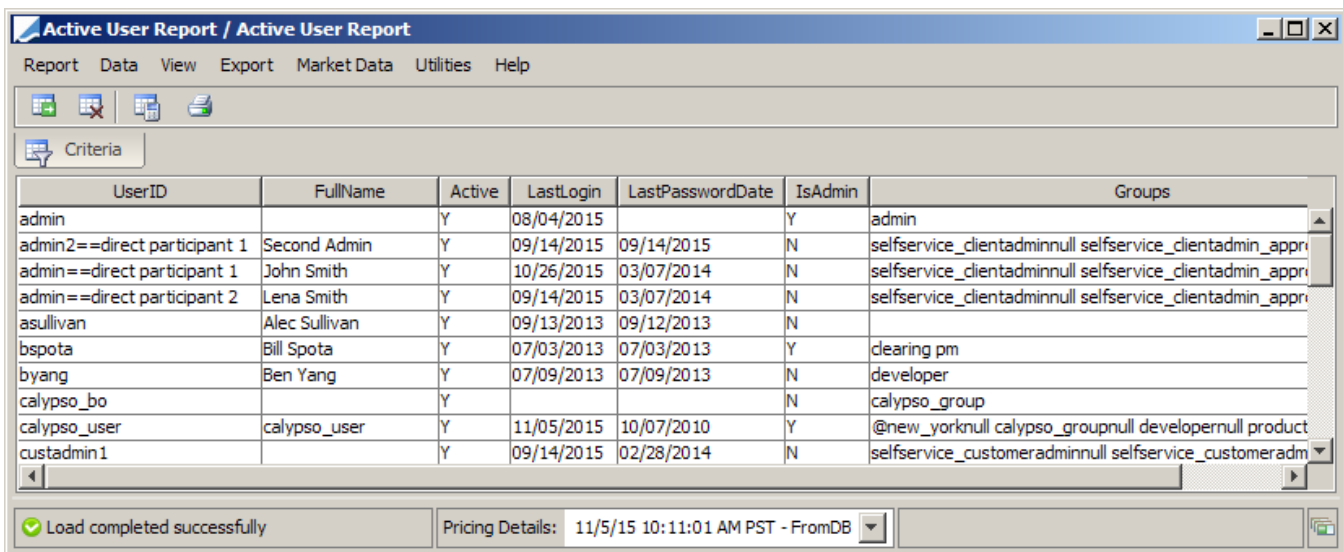 Active User Report / Active User Report
Report Data View Export Market Data Utilities Help
Criteria
UserID FullName Active LastLogin LastPasswordDate IsAdmin Groups
admin Y 08/04/2015 Y admin
admin2==direct participant 1 Second Admin Y 09/14/2015 09/14/2015 N selfservice_clientadminnull selfservice_clientadmin_appr
admin==direct participant 1 John Smith Y 10/26/2015 03/07/2014 N selfservice_clientadminnull selfservice_clientadmin_appr
admin==direct participant 2 Lena Smith Y 09/14/2015 03/07/2014 N selfservice_clientadminnull selfservice_clientadmin_appr
asullivan Alec Sullivan Y 09/13/2013 09/12/2013 N
bspota Bill Spota Y 07/03/2013 07/03/2013 Y clearing pm
byang Ben Yang Y 07/09/2013 07/09/2013 N developer
calypso_bo Y N calypso_group
calypso_user calypso_user Y 11/05/2015 10/07/2010 Y @new_yorknull calypso_groupnull developernull product
custadmin1 Y 09/14/2015 02/28/2014 N selfservice_customeradminnull selfservice_customeradm
Load completed successfully Pricing Details: 11/5/15 10:11:01 AM PST - FromDB